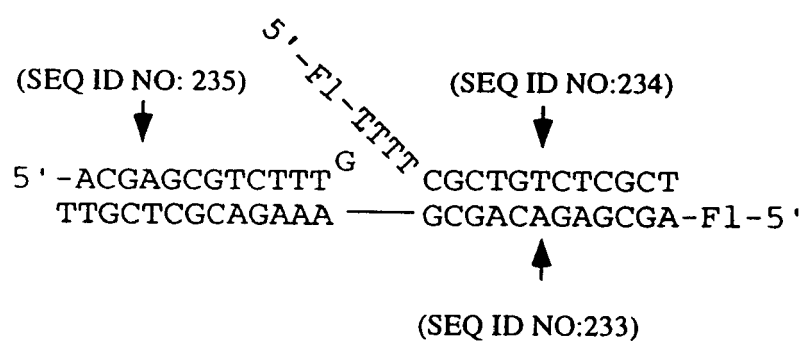 5'-Fl-TTTT
(SEQ ID NO: 235) (SEQ ID NO:234)
5'-ACGAGCGTCTTT G CGCTGTCTCGCT
TTGCTCGCAGAAA GCGACAGAGCGA-Fl-5'
(SEQ ID NO:233)